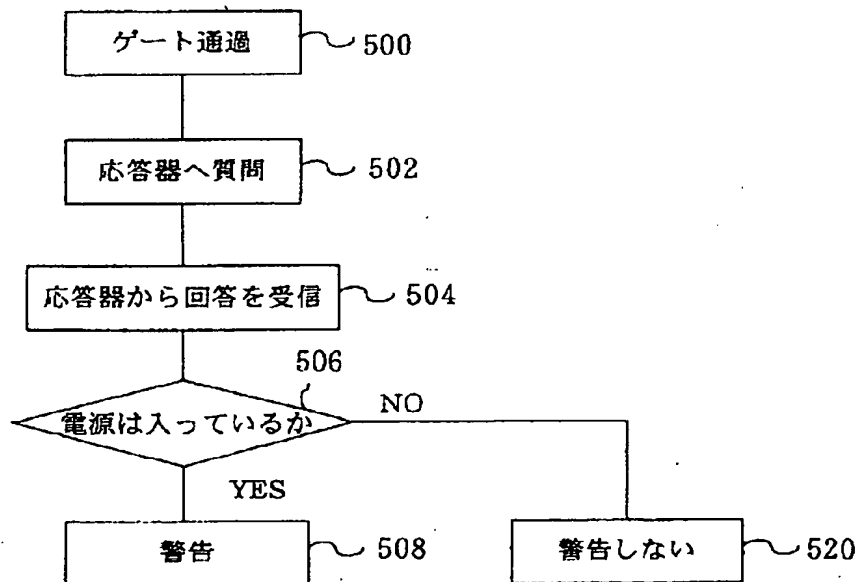 ゲート通過
500
応答器へ質問
502
応答器から回答を受信
504
506
電源は入っているか
NO
YES
警告
508
警告しない
520